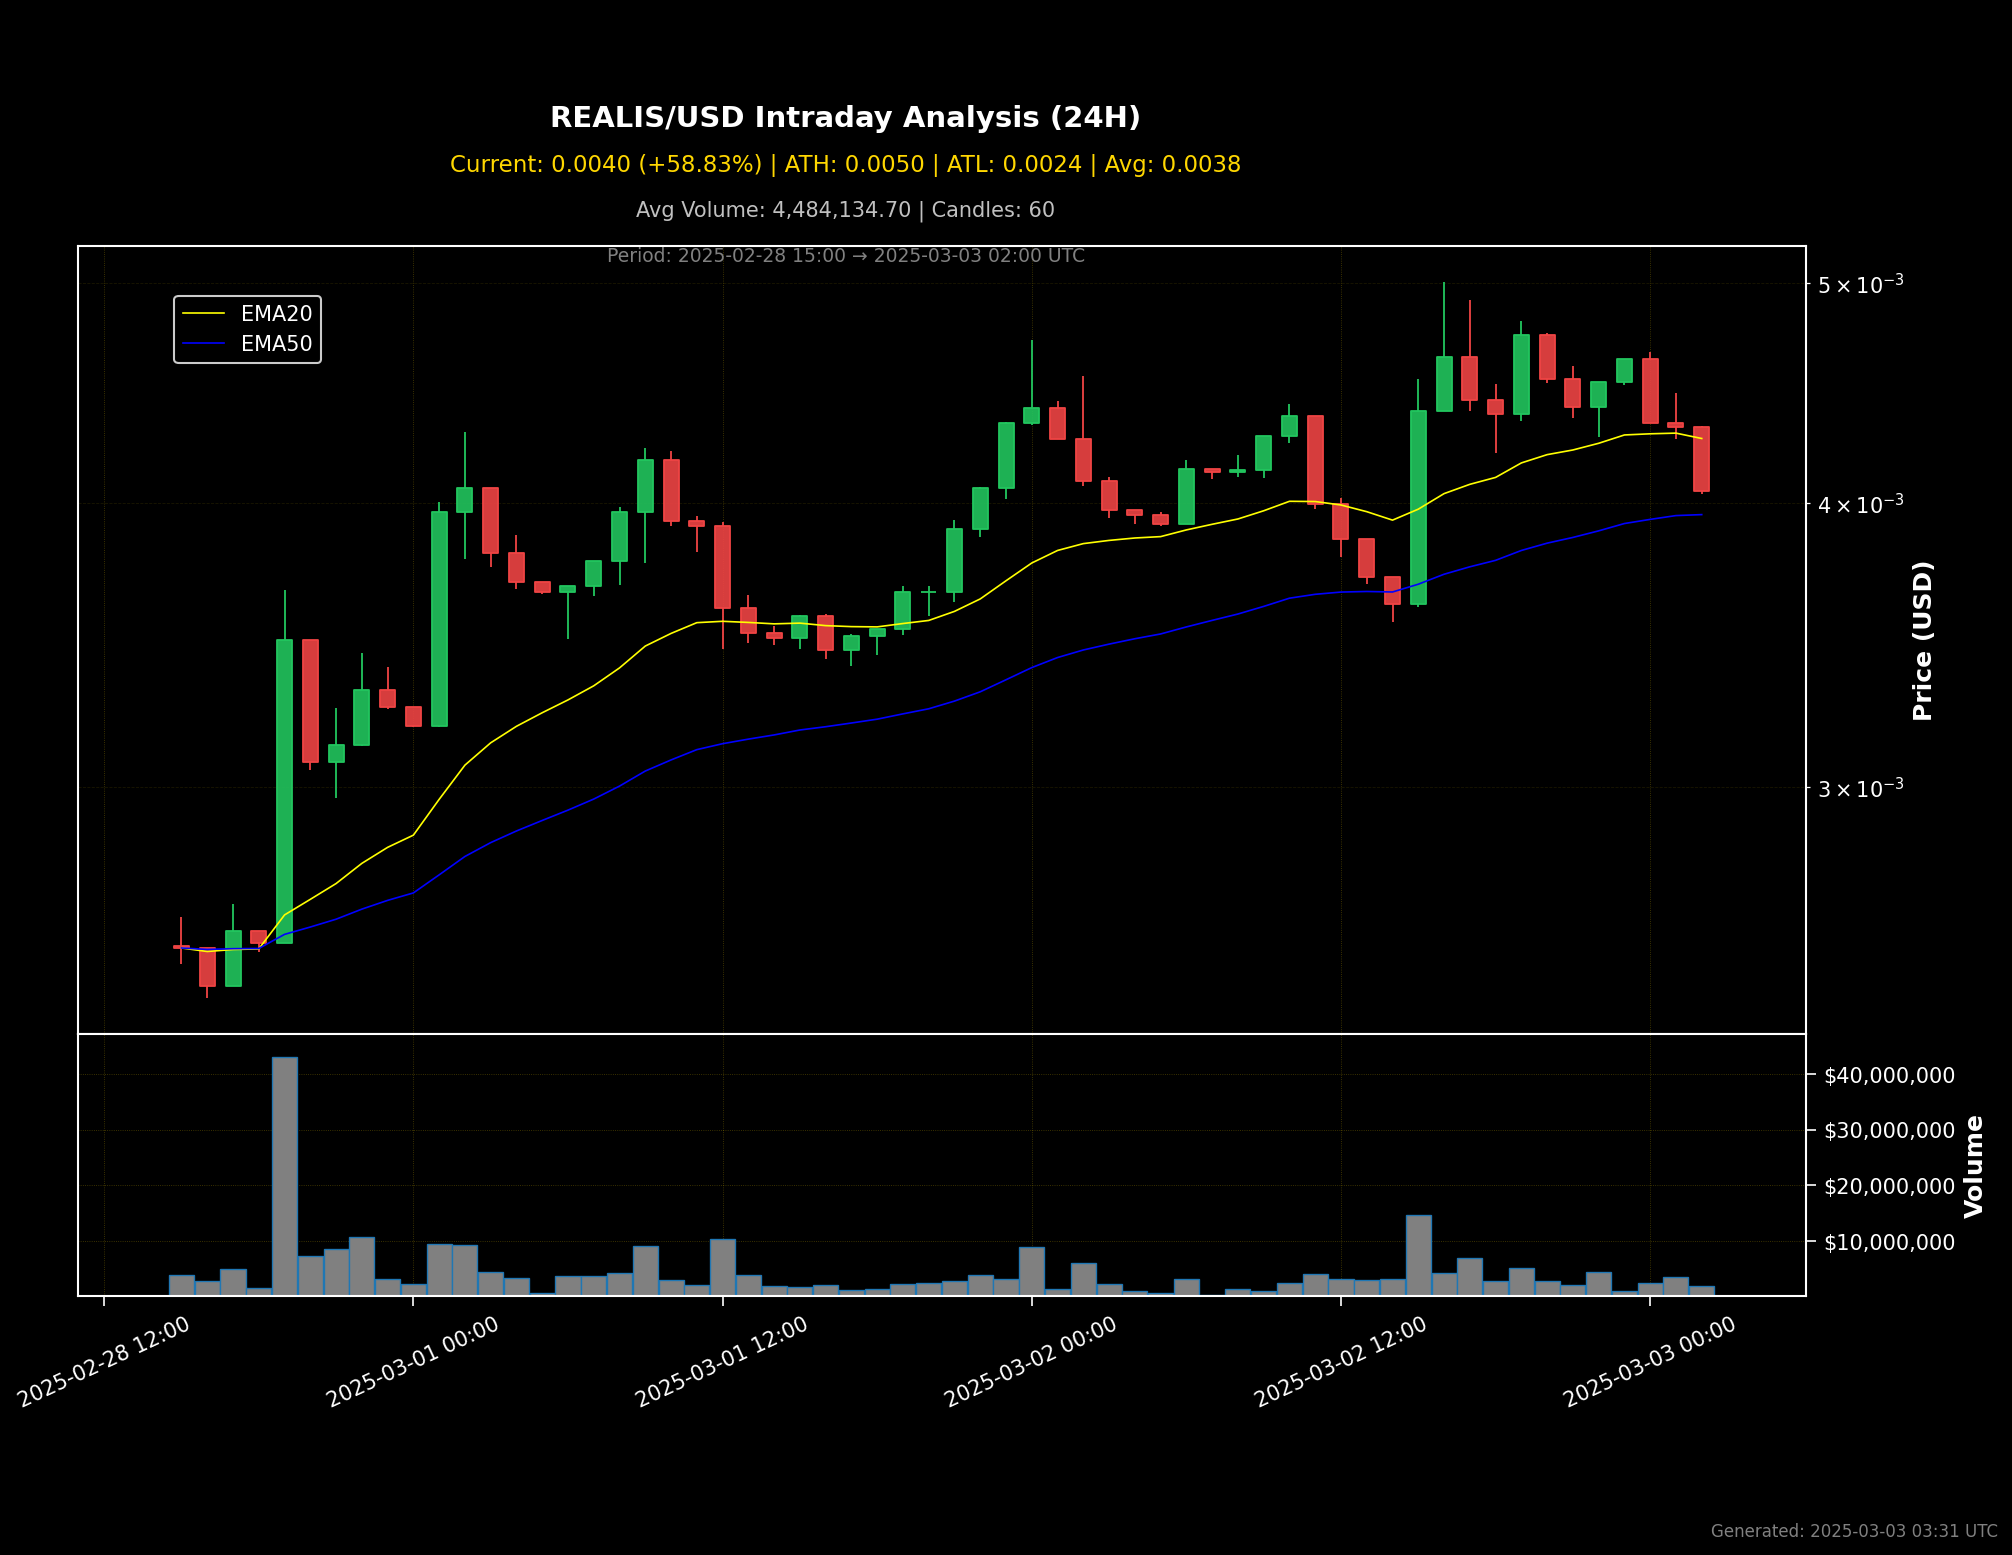 REALIS/USD Intraday Analysis (24H)
Current: 0.0040 (+58.83%) | ATH: 0.0050 | ATL: 0.0024 | Avg: 0.0038
Avg Volume: 4,484,134.70 | Candles: 60
Period: 2025-02-28 15:00 → 2025-03-03 02:00 UTC
EMA20
EMA50
5 × 10⁻³
4 × 10⁻³
3 × 10⁻³
Price (USD)
$40,000,000
$30,000,000
$20,000,000
$10,000,000
Volume
2025-02-28 12:00
2025-03-01 00:00
2025-03-01 12:00
2025-03-02 00:00
2025-03-02 12:00
2025-03-03 00:00
Generated: 2025-03-03 03:31 UTC